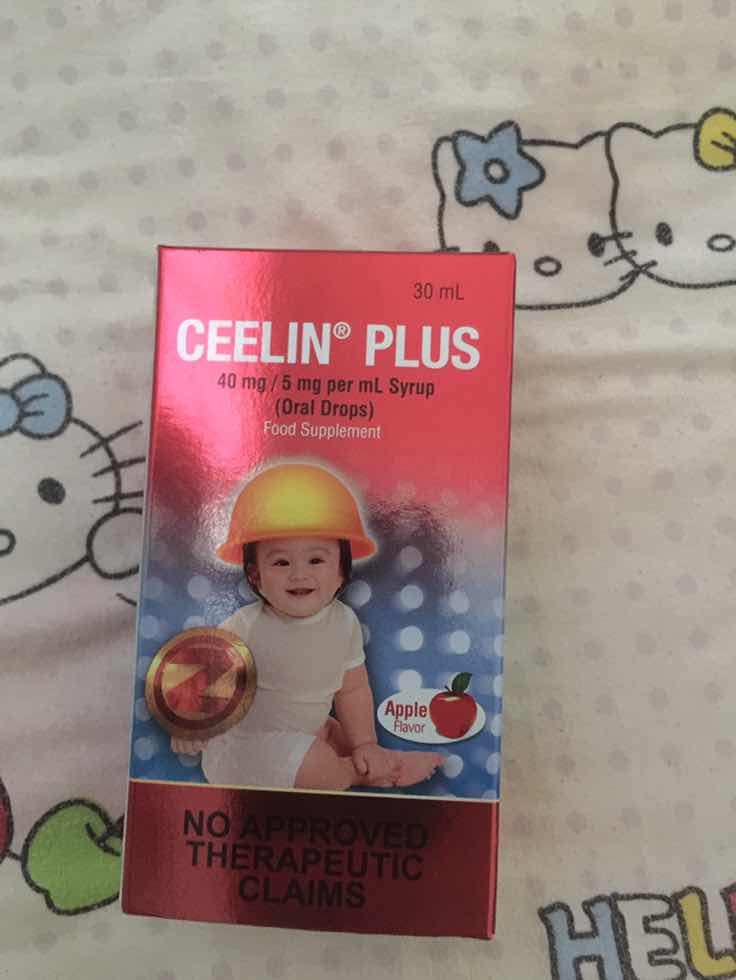 30 mL
CEELIN® PLUS
40 mg / 5 mg per mL Syrup
(Oral Drops)
Food Supplement
Apple
Flavor
NO APPROVED
THERAPEUTIC
CLAIMS
HEL